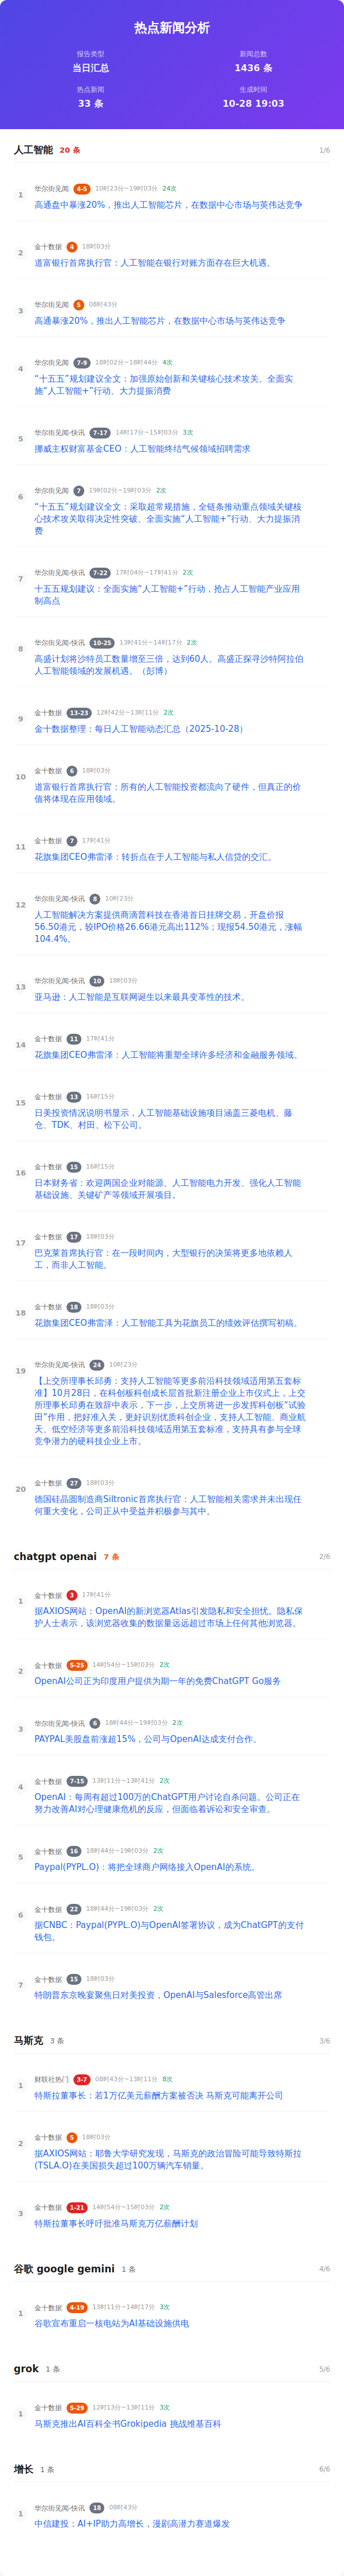 热点新闻分析
报告类型
新闻总数
当日汇总
1436 条
热点新闻
生成时间
33 条
10-28 19:03
人工智能 20 条 1/6
1
华尔街见闻 4-5 10时23分~19时03分 24次
高通盘中暴涨20%，推出人工智能芯片，在数据中心市场与英伟达竞争
2
金十数据 4 18时03分
道富银行首席执行官：人工智能在银行对账方面存在巨大机遇。
3
华尔街见闻 5 08时43分
高通暴涨20%，推出人工智能芯片，在数据中心市场与英伟达竞争
4
华尔街见闻 7-9 18时02分~18时44分 4次
“十五五”规划建议全文：加强原始创新和关键核心技术攻关、全面实
施“人工智能+”行动、大力提振消费
5
华尔街见闻-快讯 7-17 14时17分~15时03分 3次
挪威主权财富基金CEO：人工智能终结气候领域招聘需求
6
华尔街见闻 7 19时02分~19时03分 2次
“十五五”规划建议全文：采取超常规措施，全链条推动重点领域关键核
心技术攻关取得决定性突破、全面实施“人工智能+”行动、大力提振消
费
7
华尔街见闻-快讯 7-22 17时04分~17时41分 2次
十五五规划建议：全面实施“人工智能+”行动，抢占人工智能产业应用
制高点
8
华尔街见闻-快讯 10-25 13时41分~14时17分 2次
高盛计划将沙特员工数量增至三倍，达到60人。高盛正探寻沙特阿拉伯
人工智能领域的发展机遇。（彭博）
9
金十数据 13-23 12时42分~13时11分 2次
金十数据整理：每日人工智能动态汇总（2025-10-28）
10
金十数据 6 18时03分
道富银行首席执行官：所有的人工智能投资都流向了硬件，但真正的价
值将体现在应用领域。
11
金十数据 7 17时41分
花旗集团CEO弗雷泽：转折点在于人工智能与私人信贷的交汇。
12
华尔街见闻-快讯 8 10时23分
人工智能解决方案提供商滴普科技在香港首日挂牌交易，开盘价报
56.50港元，较IPO价格26.66港元高出112%；现报54.50港元，涨幅
104.4%。
13
华尔街见闻-快讯 10 18时03分
亚马逊：人工智能是互联网诞生以来最具变革性的技术。
14
金十数据 11 17时41分
花旗集团CEO弗雷泽：人工智能将重塑全球许多经济和金融服务领域。
15
金十数据 13 16时15分
日美投资情况说明书显示，人工智能基础设施项目涵盖三菱电机、藤
仓、TDK、村田、松下公司。
16
金十数据 15 16时15分
日本财务省：欢迎两国企业对能源、人工智能电力开发、强化人工智能
基础设施、关键矿产等领域开展项目。
17
金十数据 17 18时03分
巴克莱首席执行官：在一段时间内，大型银行的决策将更多地依赖人
工，而非人工智能。
18
金十数据 18 18时03分
花旗集团CEO弗雷泽：人工智能工具为花旗员工的绩效评估撰写初稿。
19
华尔街见闻-快讯 24 10时23分
【上交所理事长邱勇：支持人工智能等更多前沿科技领域适用第五套标
准】10月28日，在科创板科创成长层首批新注册企业上市仪式上，上交
所理事长邱勇在致辞中表示，下一步，上交所将进一步发挥科创板“试验
田”作用，把好准入关，更好识别优质科创企业，支持人工智能、商业航
天、低空经济等更多前沿科技领域适用第五套标准，支持具有参与全球
竞争潜力的硬科技企业上市。
20
金十数据 27 18时03分
德国硅晶圆制造商Siltronic首席执行官：人工智能相关需求并未出现任
何重大变化，公司正从中受益并积极参与其中。
chatgpt openai 7 条 2/6
1
金十数据 3 17时41分
据AXIOS网站：OpenAI的新浏览器Atlas引发隐私和安全担忧。隐私保
护人士表示，该浏览器收集的数据量远远超过市场上任何其他浏览器。
2
金十数据 5-25 14时54分~15时03分 2次
OpenAI公司正为印度用户提供为期一年的免费ChatGPT Go服务
3
华尔街见闻-快讯 6 18时44分~19时03分 2次
PAYPAL美股盘前涨超15%，公司与OpenAI达成支付合作。
4
金十数据 7-15 13时11分~13时41分 2次
OpenAI：每周有超过100万的ChatGPT用户讨论自杀问题。公司正在
努力改善AI对心理健康危机的反应，但面临着诉讼和安全审查。
5
金十数据 16 18时44分~19时03分 2次
Paypal(PYPL.O)：将把全球商户网络接入OpenAI的系统。
6
金十数据 22 18时44分~19时03分 2次
据CNBC：Paypal(PYPL.O)与OpenAI签署协议，成为ChatGPT的支付
钱包。
7
金十数据 15 18时03分
特朗普东京晚宴聚焦日对美投资，OpenAI与Salesforce高管出席
马斯克 3 条 3/6
1
财联社热门 3-7 08时43分~13时11分 8次
特斯拉董事长：若1万亿美元薪酬方案被否决 马斯克可能离开公司
2
金十数据 5 18时03分
据AXIOS网站：耶鲁大学研究发现，马斯克的政治冒险可能导致特斯拉
(TSLA.O)在美国损失超过100万辆汽车销量。
3
金十数据 1-21 14时54分~15时03分 2次
特斯拉董事长呼吁批准马斯克万亿薪酬计划
谷歌 google gemini 1 条 4/6
1
金十数据 4-19 13时11分~14时17分 3次
谷歌宣布重启一核电站为AI基础设施供电
grok 1 条 5/6
1
金十数据 5-29 12时13分~13时11分 3次
马斯克推出AI百科全书Grokipedia 挑战维基百科
增长 1 条 6/6
1
华尔街见闻-快讯 18 08时43分
中信建投：AI+IP助力高增长，漫剧高潜力赛道爆发